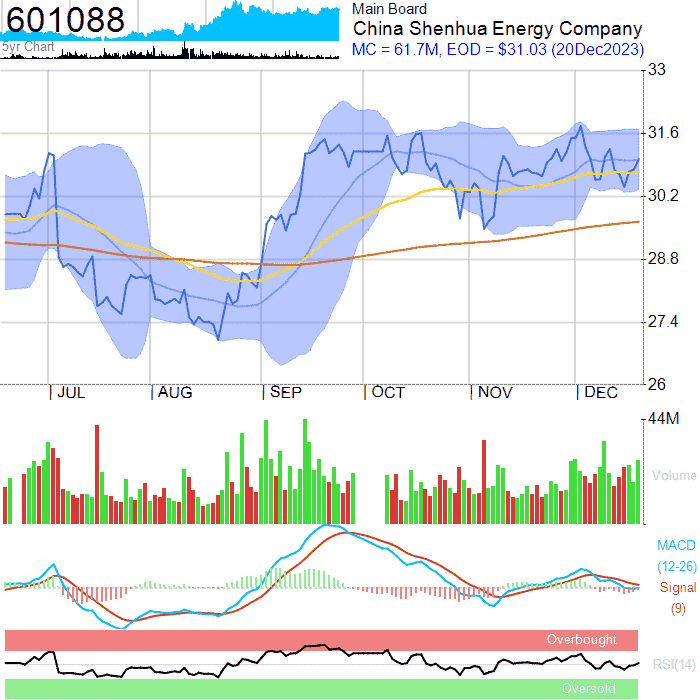 601088
5yr Chart
Main Board
China Shenhua Energy Company
MC = 61.7M, EOD = $31.03 (20Dec2023)
33
31.6
30.2
28.8
27.4
26
JUL
AUG
SEP
OCT
NOV
DEC
44M
Volume
MACD
(12-26)
Signal
(9)
Overbought
RSI(14)
Oversold